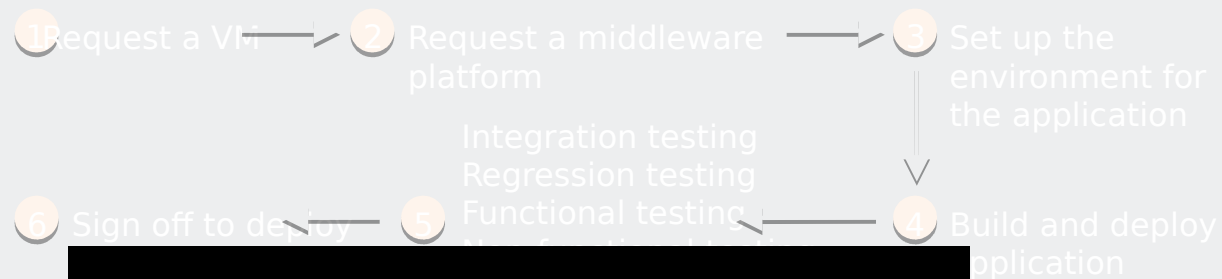 1 Request a VM
2 Request a middleware
platform
3 Set up the
environment for
the application
4 Build and deploy
application
5 Integration testing
Regression testing
Functional testing
6 Sign off to deploy